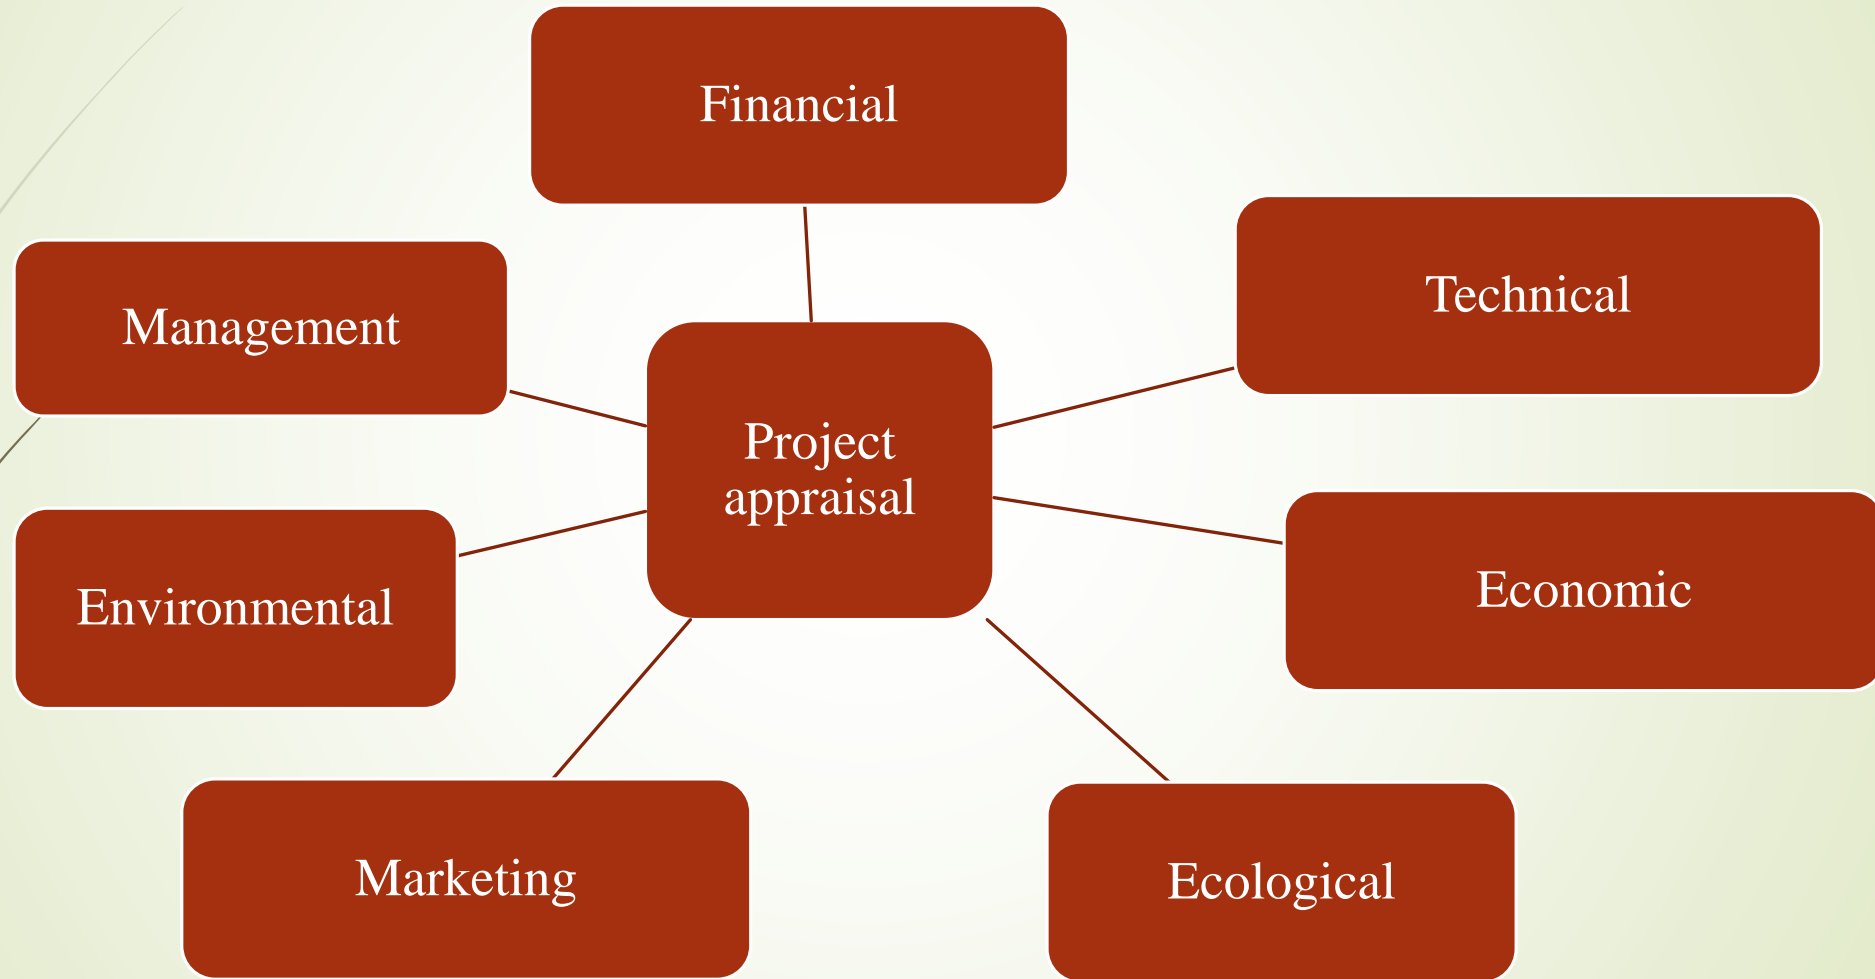 Financial
Technical
Management
Project
appraisal
Economic
Environmental
Marketing
Ecological